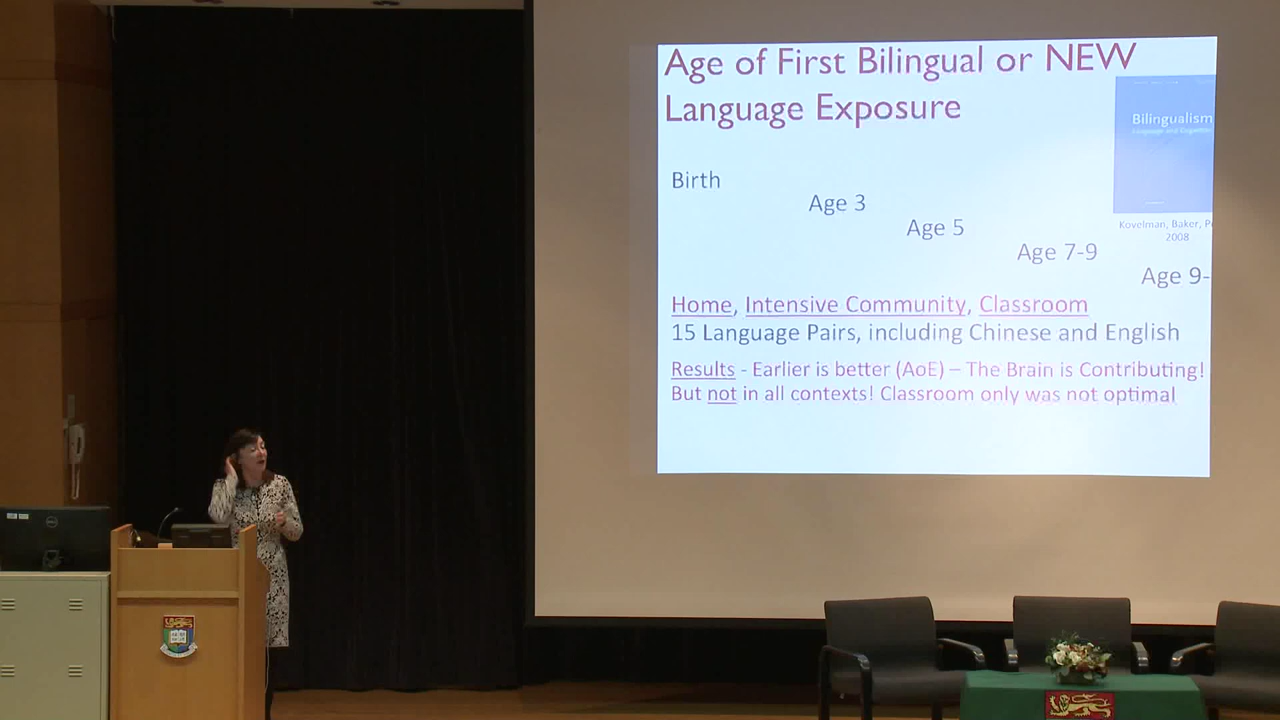 Age of First Bilingual or NEW
Language Exposure
Bilingualism
Birth
Age 3
Age 5
Kovelman, Baker,
2008
Age 7-9
Age 9-
Home, Intensive Community, Classroom
15 Language Pairs, including Chinese and English
Results - Earlier is better (AoE) – The Brain is Contributing!
But not in all contexts! Classroom only was not optimal